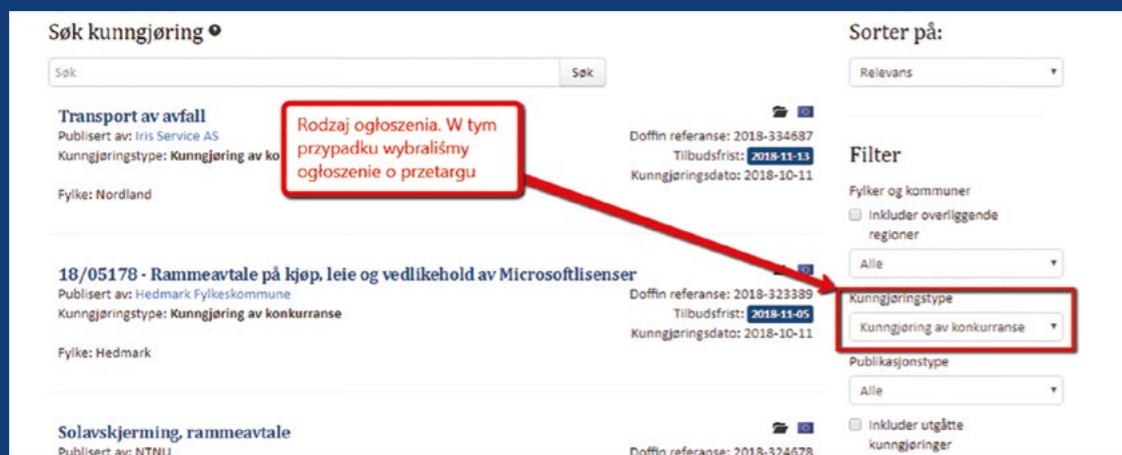 Søk kunngjøring
Sorter på:
Søk
Søk
Relevans
Transport av avfall
Publisert av: Iris Service AS
Kunngjøringstype: Kunngjøring av ko
Fylke: Nordland
Doffin referanse: 2018-334687
Tilbudsfrist: 2018-11-13
Kunngjøringsdato: 2018-10-11
Rodzaj ogłoszenia. W tym
przypadku wybraliśmy
ogłoszenie o przetargu
18/05178 - Rammeavtale på kjøp, leie og vedlikehold av Microsoftlisenser
Publisert av: Hedmark Fylkeskommune
Kunngjøringstype: Kunngjøring av konkurranse
Fylke: Hedmark
Doffin referanse: 2018-323389
Tilbudsfrist: 2018-11-05
Kunngjøringsdato: 2018-10-11
Solavskjerming, rammeavtale
Publisert av: NTNU
Doffin referanse: 2018-324678
Filter
Fylker og kommuner
Inkluder overliggende
regioner
Alle
Kunngjøringstype
Kunngjøring av konkurranse
Publikasjonstype
Alle
Inkluder utgåtte
kunngjøringer